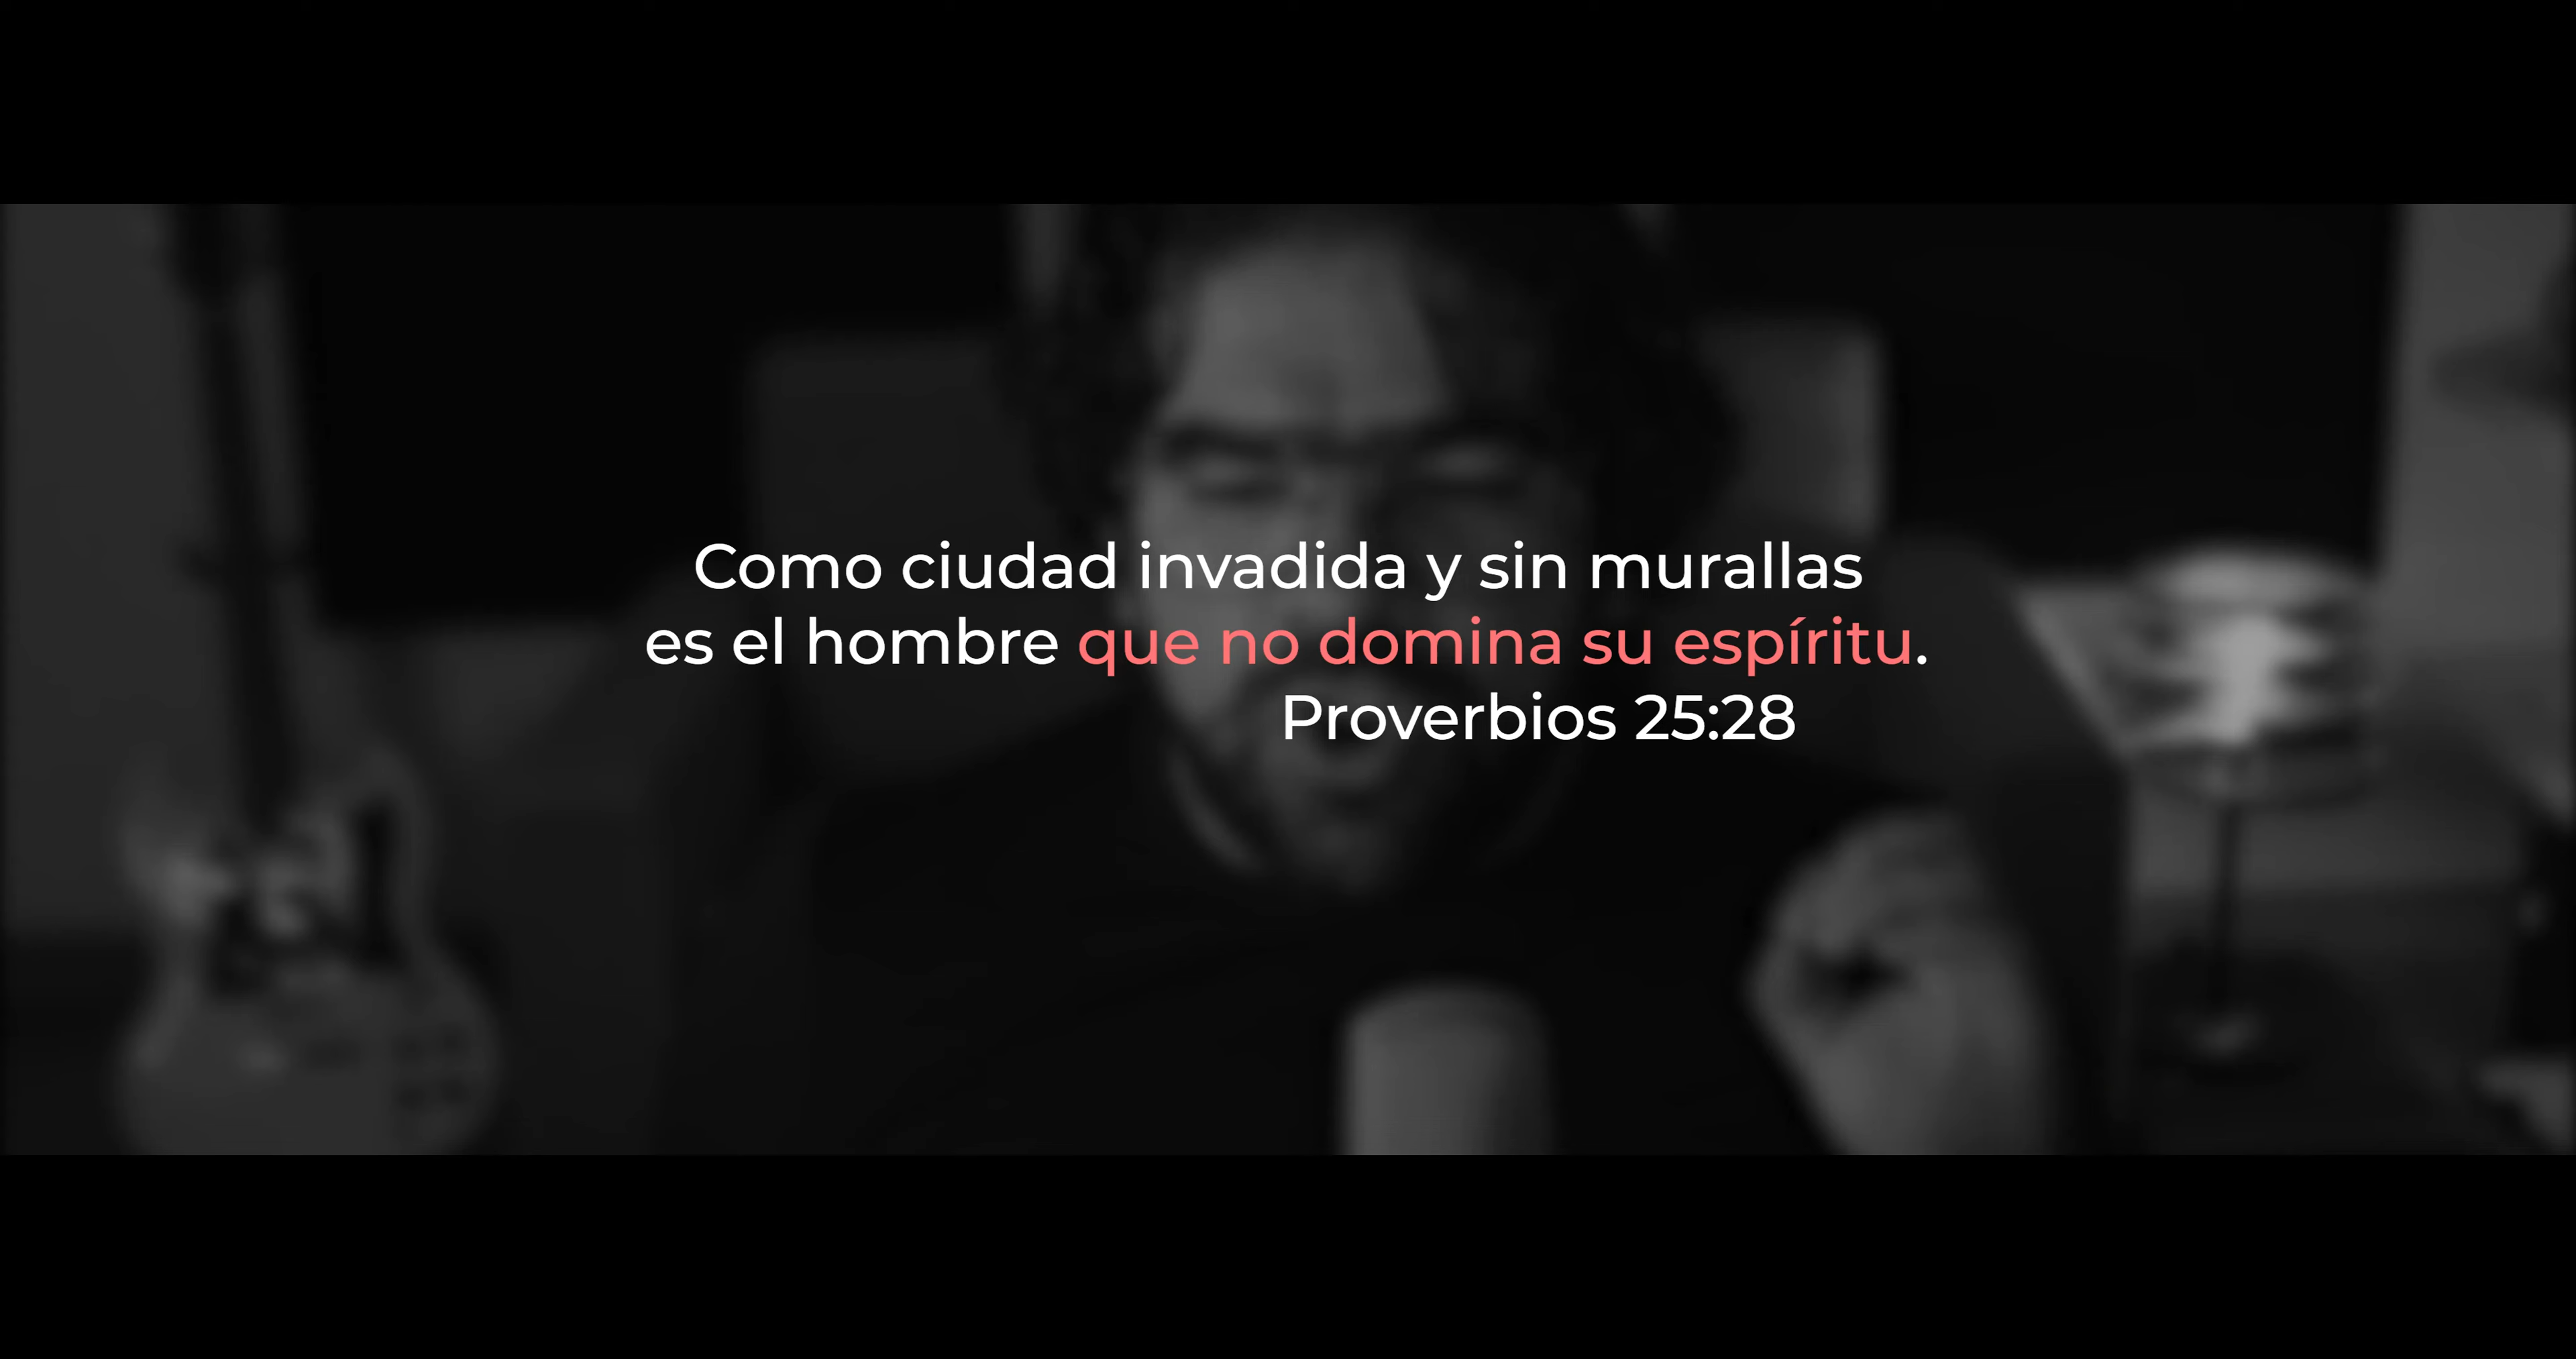 Como ciudad invadida y sin murallas
es el hombre que no domina su espíritu.
Proverbios 25:28